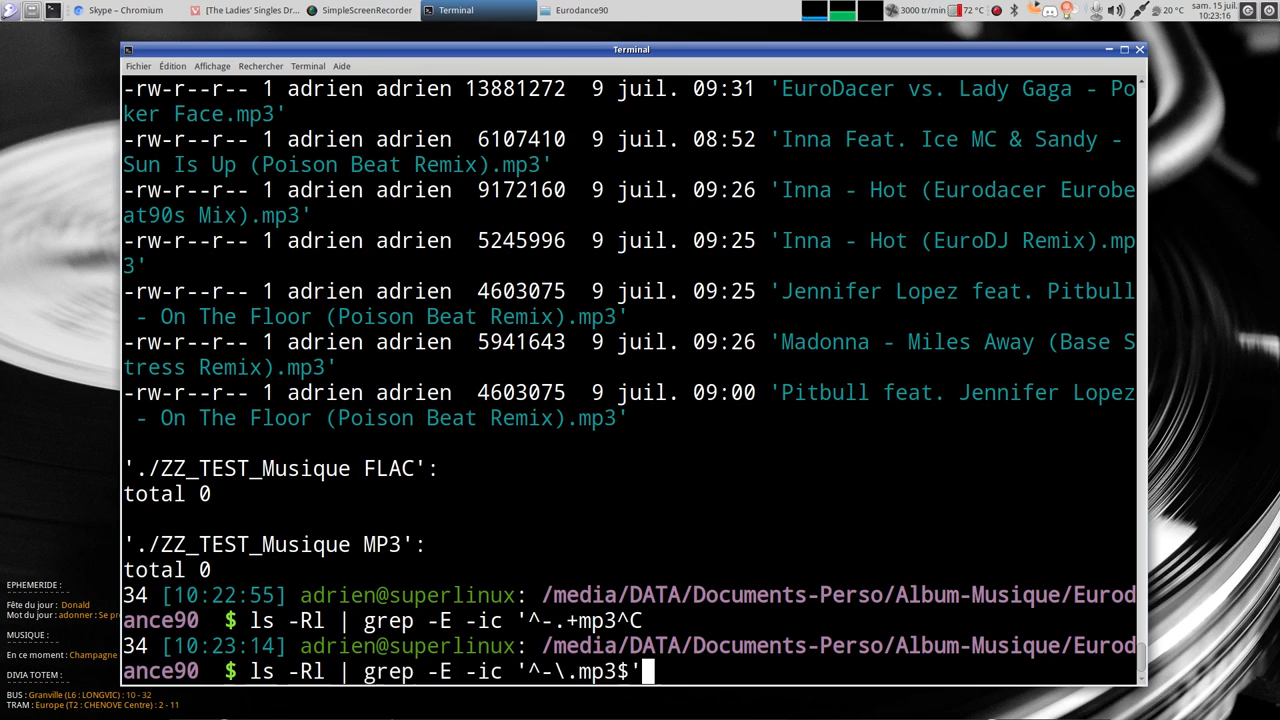 Skype – Chromium
[The Ladies' Singles Dr...
SimpleScreenRecorder
Terminal
Eurodance90
3000 tr/min
72 °C
20 °C
sam. 15 juil.
10:23:16
Terminal
Fichier Édition Affichage Rechercher Terminal Aide
-rw-r--r-- 1 adrien adrien 13881272  9 juil. 09:31 'EuroDacer vs. Lady Gaga - Po
ker Face.mp3'
-rw-r--r-- 1 adrien adrien  6107410  9 juil. 08:52 'Inna Feat. Ice MC & Sandy -
Sun Is Up (Poison Beat Remix).mp3'
-rw-r--r-- 1 adrien adrien  9172160  9 juil. 09:26 'Inna - Hot (Eurodacer Eurobe
at90s Mix).mp3'
-rw-r--r-- 1 adrien adrien  5245996  9 juil. 09:25 'Inna - Hot (EuroDJ Remix).mp
3'
-rw-r--r-- 1 adrien adrien  4603075  9 juil. 09:25 'Jennifer Lopez feat. Pitbull
 - On The Floor (Poison Beat Remix).mp3'
-rw-r--r-- 1 adrien adrien  5941643  9 juil. 09:26 'Madonna - Miles Away (Base S
tress Remix).mp3'
-rw-r--r-- 1 adrien adrien  4603075  9 juil. 09:00 'Pitbull feat. Jennifer Lopez
 - On The Floor (Poison Beat Remix).mp3'
'./ZZ_TEST_Musique FLAC':
total 0
'./ZZ_TEST_Musique MP3':
total 0
34 [10:22:55] adrien@superlinux: /media/DATA/Documents-Perso/Album-Musique/Eurod
ance90  $ ls -Rl | grep -E -ic '^-.+mp3^C
34 [10:23:14] adrien@superlinux: /media/DATA/Documents-Perso/Album-Musique/Eurod
ance90  $ ls -Rl | grep -E -ic '^-\.mp3$'
EPHEMERIDE :
Fête du jour : Donald
Mot du jour : adonner : Se pr
MUSIQUE :
En ce moment : Champagne
DIVIA TOTEM :
BUS : Granville (L6 : LONGVIC) : 10 - 32
TRAM : Europe (T2 : CHENOVE Centre) : 2 - 11